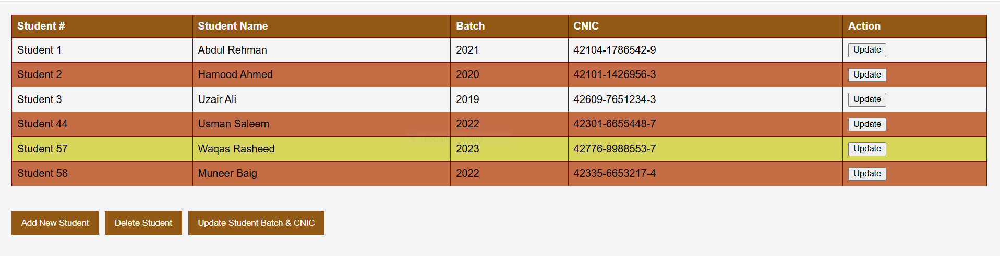 Student # Student Name Batch CNIC Action
Student 1 Abdul Rehman 2021 42104-1786542-9 Update
Student 2 Hamood Ahmed 2020 42101-1426956-3 Update
Student 3 Uzair Ali 2019 42609-7651234-3 Update
Student 44 Usman Saleem 2022 42301-6655448-7 Update
Rectangular Snip
Student 57 Waqas Rasheed 2023 42776-9988553-7 Update
Student 58 Muneer Baig 2022 42335-6653217-4 Update
Add New Student Delete Student Update Student Batch & CNIC